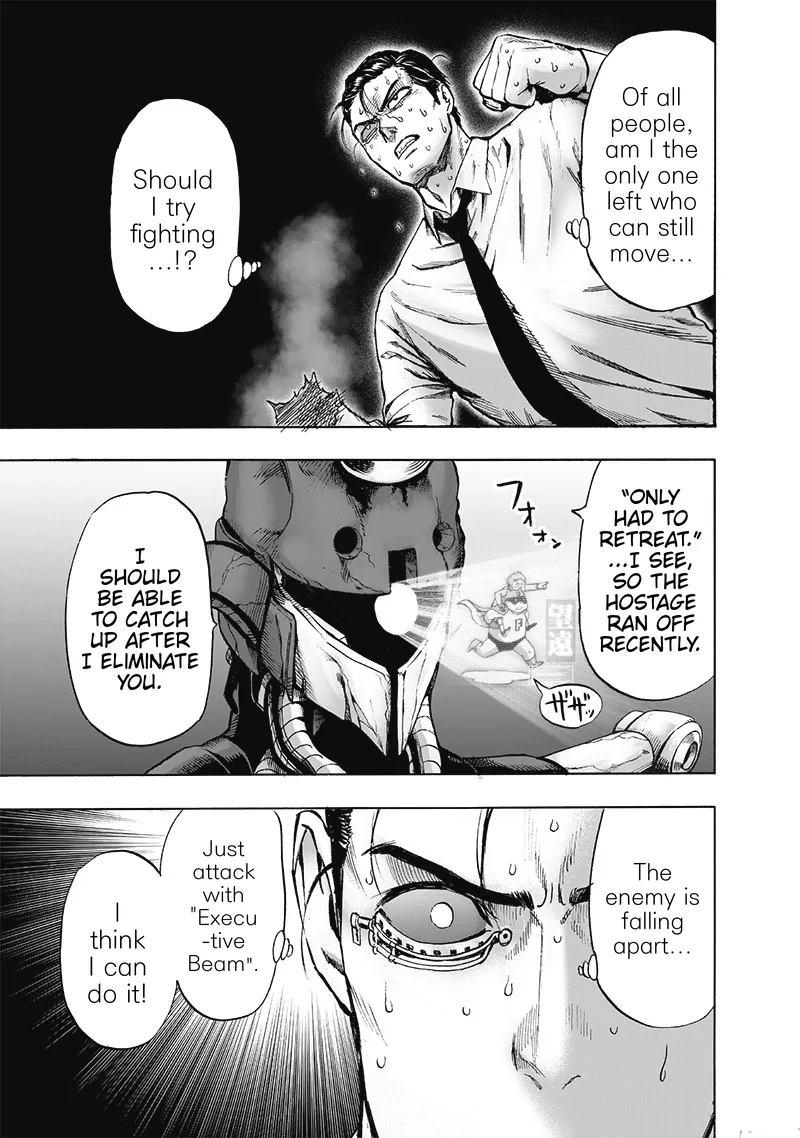 Of all
people,
am I the
only one
left who
can still
move...
Should
I try
fighting
...!?
"ONLY
HAD TO
RETREAT."
...I SEE,
SO THE
HOSTAGE
RAN OFF
RECENTLY.
フオォン…
F
望遠
ザザッ
I
SHOULD
BE ABLE
TO CATCH
UP AFTER
I ELIMINATE
YOU.
The
enemy is
falling
apart...
Just
attack
with
"Execu
-tive
Beam".
I
think
I can
do it!